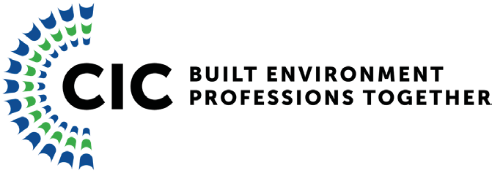 CIC
BUILT ENVIRONMENT
PROFESSIONS TOGETHER